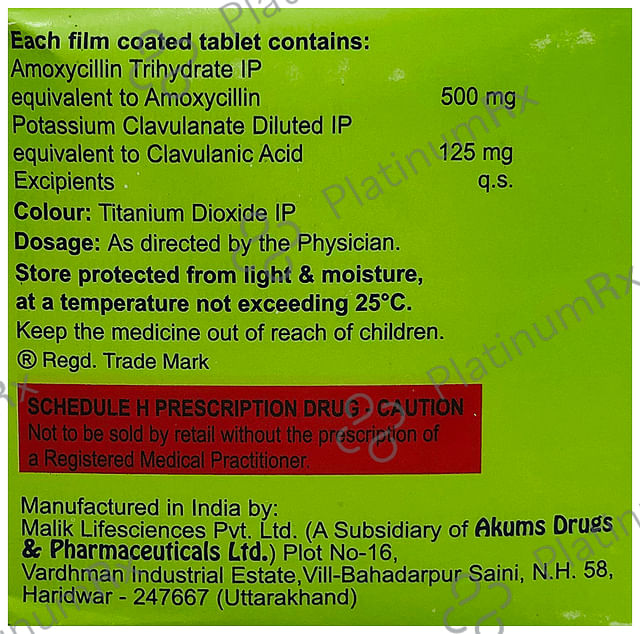 Each film coated tablet contains:
Amoxycillin Trihydrate IP
equivalent to Amoxycillin 500 mg
Potassium Clavulanate Diluted IP
equivalent to Clavulanic Acid 125 mg
Excipients q.s.
Colour: Titanium Dioxide IP
Dosage: As directed by the Physician.
Store protected from light & moisture,
at a temperature not exceeding 25°C.
Keep the medicine out of reach of children.
® Regd. Trade Mark
SCHEDULE H PRESCRIPTION DRUG - CAUTION
Not to be sold by retail without the prescription of
a Registered Medical Practitioner.
Manufactured in India by:
Malik Lifesciences Pvt. Ltd. (A Subsidiary of Akums Drugs
& Pharmaceuticals Ltd.) Plot No-16,
Vardhman Industrial Estate,Vill-Bahadarpur Saini, N.H. 58,
Haridwar - 247667 (Uttarakhand)
PlatinumRx
PlatinumRx
PlatinumRx